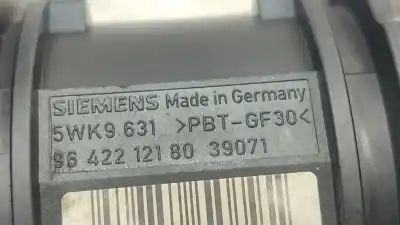 SIEMENS Made in Germany
5WK9 631 >PBT-GF30<
96 422 121 80 39071